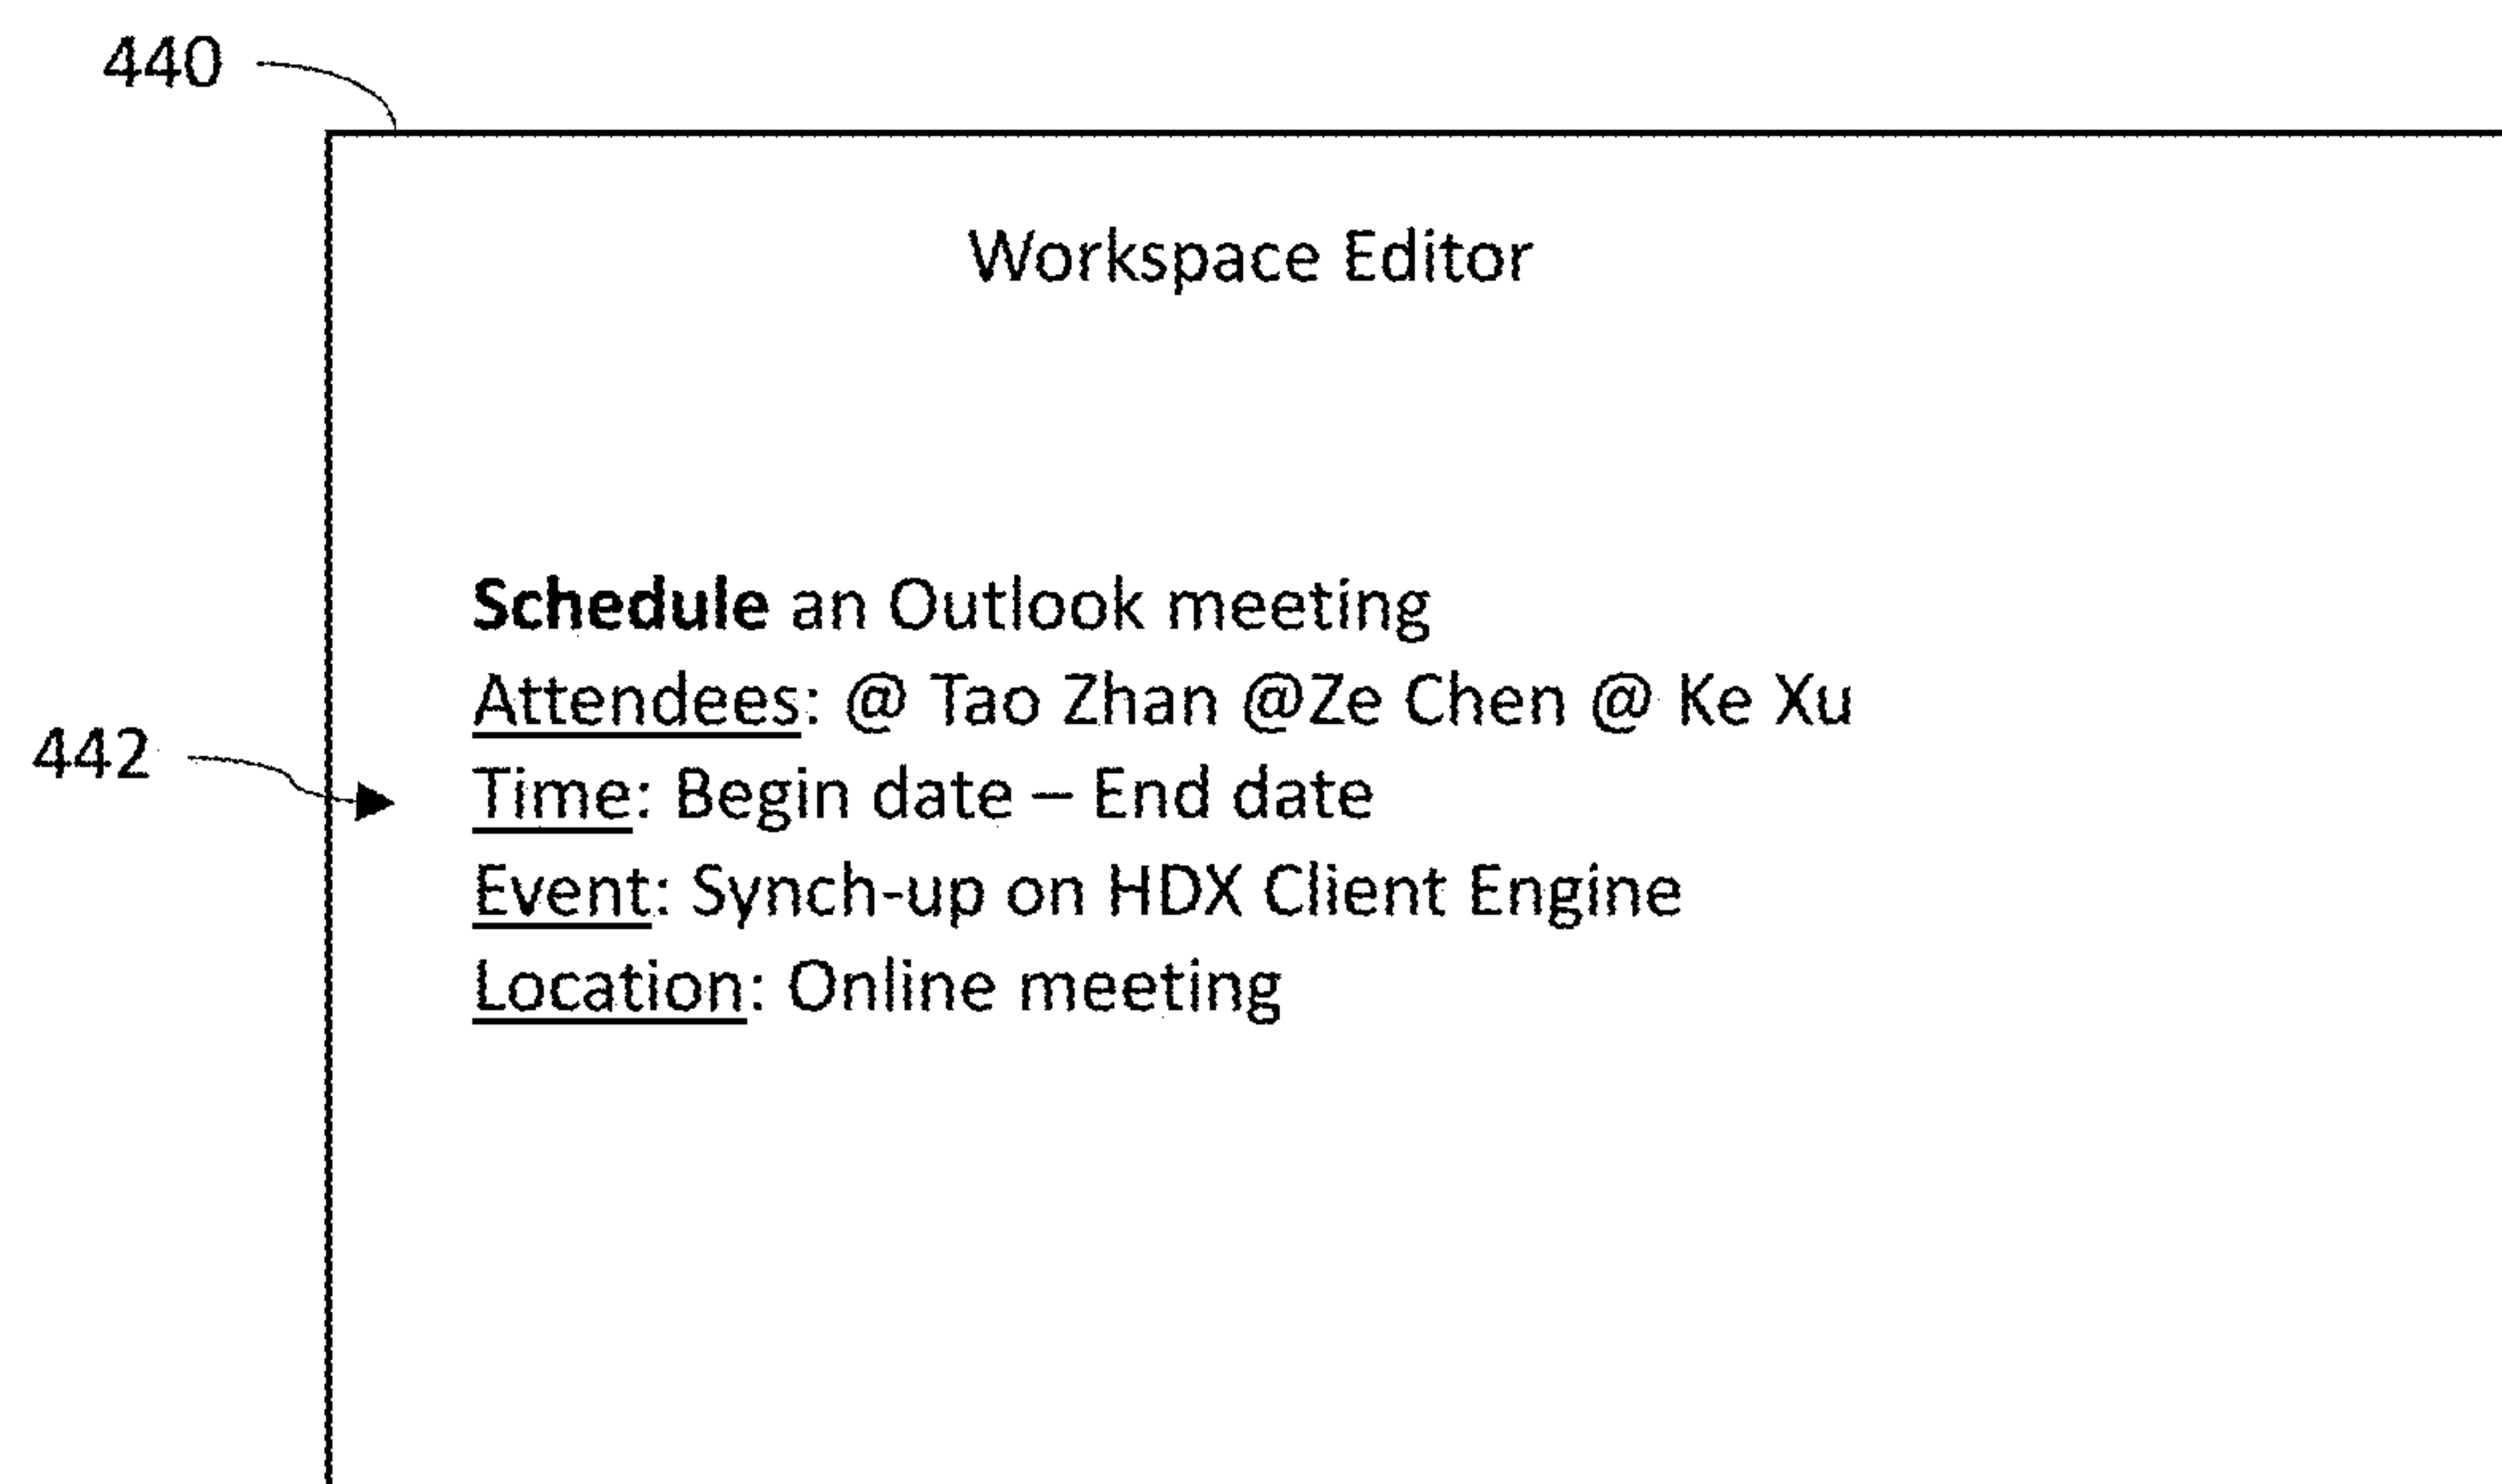 440
Workspace Editor
Schedule an Outlook meeting
Attendees: @ Tao Zhan @Ze Chen @ Ke Xu
442
Time: Begin date – End date
Event: Synch-up on HDX Client Engine
Location: Online meeting